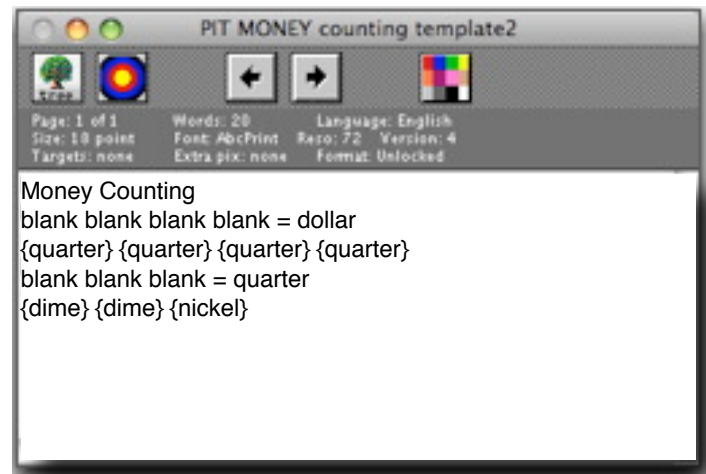 PIT MONEY counting template2
tree
Page: 1 of 1 Words: 20 Language: English
Size: 18 point Font: AbcPrint Reso: 72 Version: 4
Targets: none Extra pix: none Format: Unlocked
Money Counting
blank blank blank blank = dollar
{quarter} {quarter} {quarter} {quarter}
blank blank blank = quarter
{dime} {dime} {nickel}